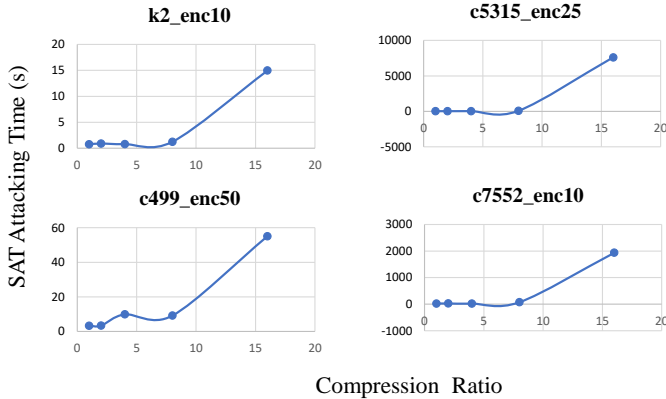 k2_enc10
20
15
10
5
0
0 5 10 15 20
c5315_enc25
10000
5000
0
-5000
0 5 10 15 20
c499_enc50
60
40
20
0
0 5 10 15 20
c7552_enc10
3000
2000
1000
0
-1000
0 5 10 15 20
SAT Attacking Time (s)
Compression Ratio